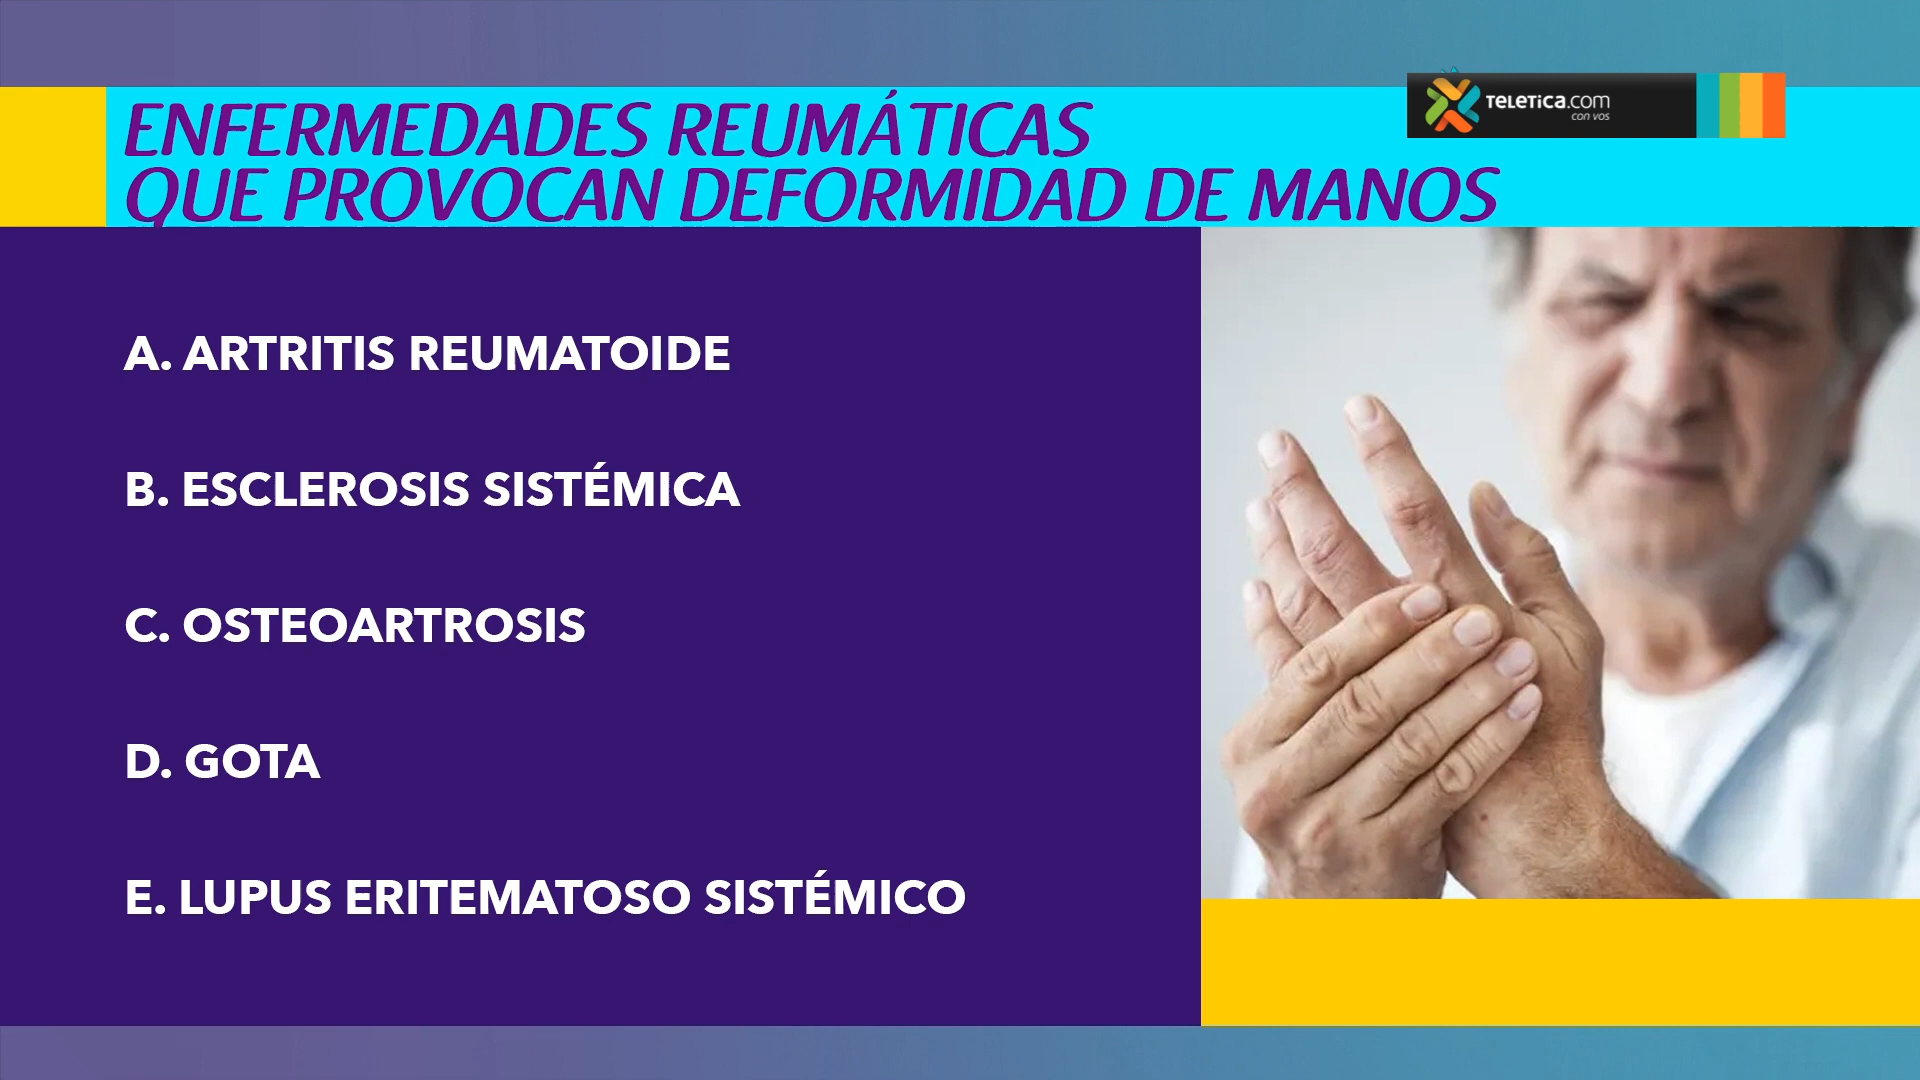 ENFERMEDADES REUMÁTICAS
QUE PROVOCAN DEFORMIDAD DE MANOS
TELETICA.COM
con vos
A. ARTRITIS REUMATOIDE
B. ESCLEROSIS SISTÉMICA
C. OSTEOARTROSIS
D. GOTA
E. LUPUS ERITEMATOSO SISTÉMICO